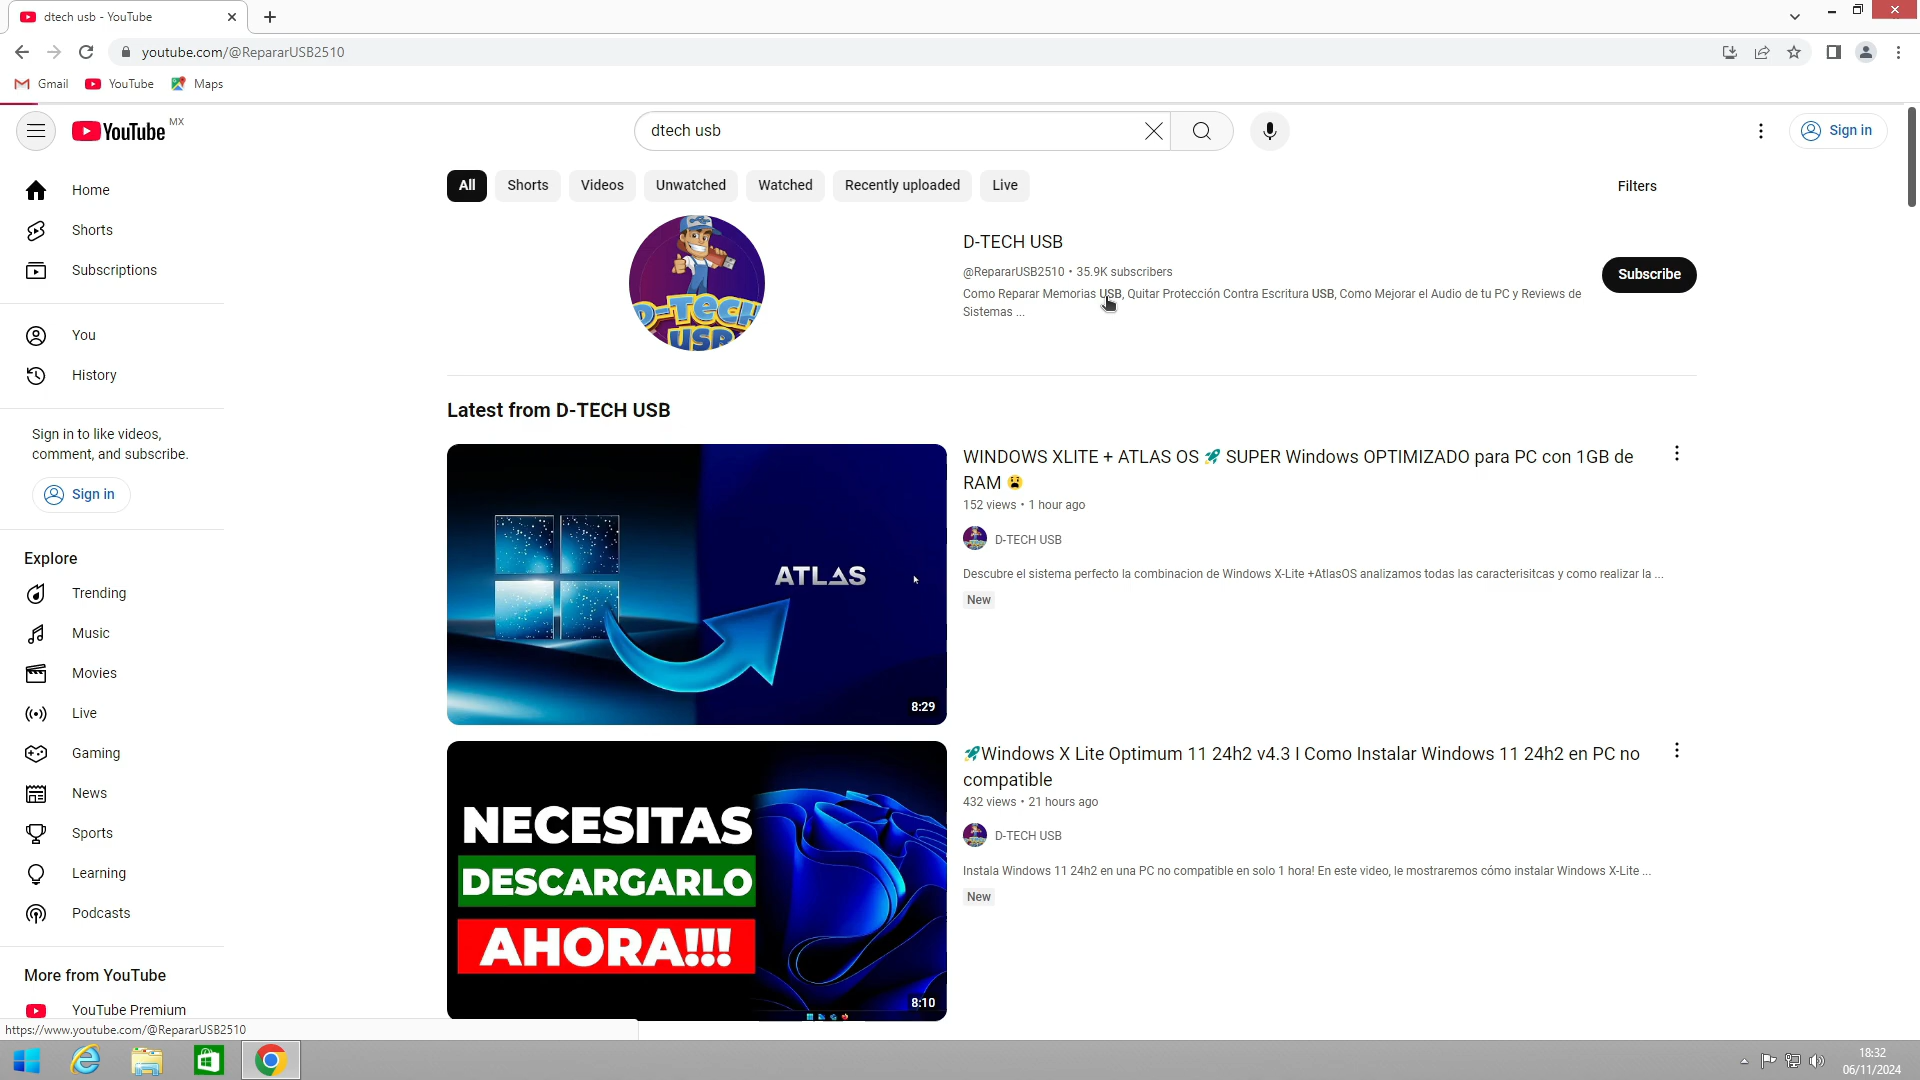 dtech usb - YouTube
youtube.com/@RepararUSB2510
Gmail YouTube Maps
YouTube MX
dtech usb
Sign in
All Shorts Videos Unwatched Watched Recently uploaded Live Filters
Home
Shorts
Subscriptions
You
History
Sign in to like videos,
comment, and subscribe.
Sign in
Explore
Trending
Music
Movies
Live
Gaming
News
Sports
Learning
Podcasts
More from YouTube
YouTube Premium
https://www.youtube.com/@RepararUSB2510
D-TECH
USB
D-TECH USB
@RepararUSB2510 • 35.9K subscribers
Como Reparar Memorias USB, Quitar Protección Contra Escritura USB, Como Mejorar el Audio de tu PC y Reviews de
Sistemas ...
Subscribe
Latest from D-TECH USB
ATLAS
8:29
WINDOWS XLITE + ATLAS OS 🚀 SUPER Windows OPTIMIZADO para PC con 1GB de
RAM 😫
152 views • 1 hour ago
D-TECH USB
Descubre el sistema perfecto la combinacion de Windows X-Lite +AtlasOS analizamos todas las caracterisitcas y como realizar la ...
New
NECESITAS
DESCARGARLO
AHORA!!!
8:10
🚀Windows X Lite Optimum 11 24h2 v4.3 I Como Instalar Windows 11 24h2 en PC no
compatible
432 views • 21 hours ago
D-TECH USB
Instala Windows 11 24h2 en una PC no compatible en solo 1 hora! En este video, le mostraremos cómo instalar Windows X-Lite ...
New
18:32
06/11/2024